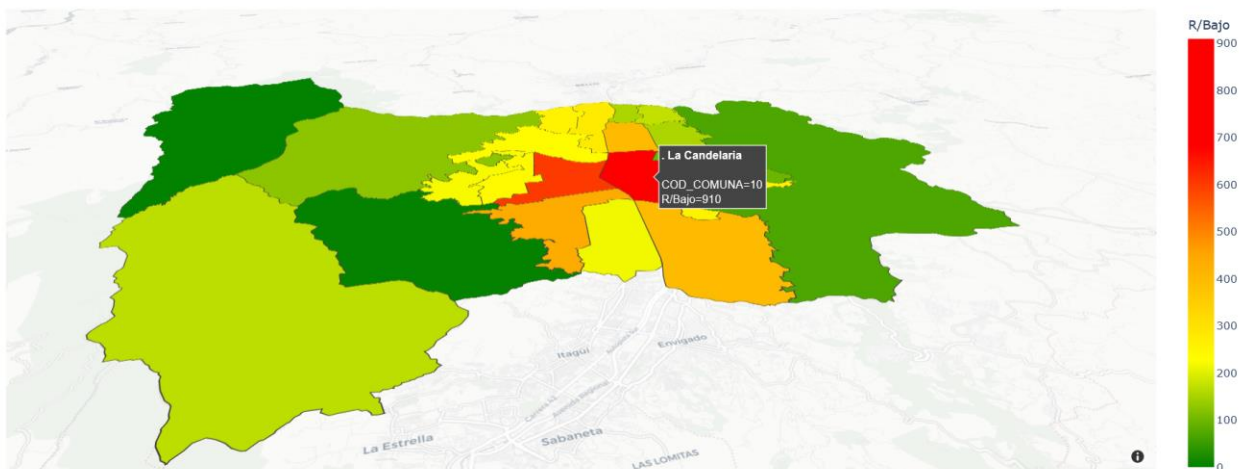 R/Bajo
900
800
. La Candelaria
700
COD_COMUNA=10
R/Bajo=910
600
500
400
300
Itagüí
Envigado
200
La Estrella
Sabaneta
100
LAS LOMITAS
0